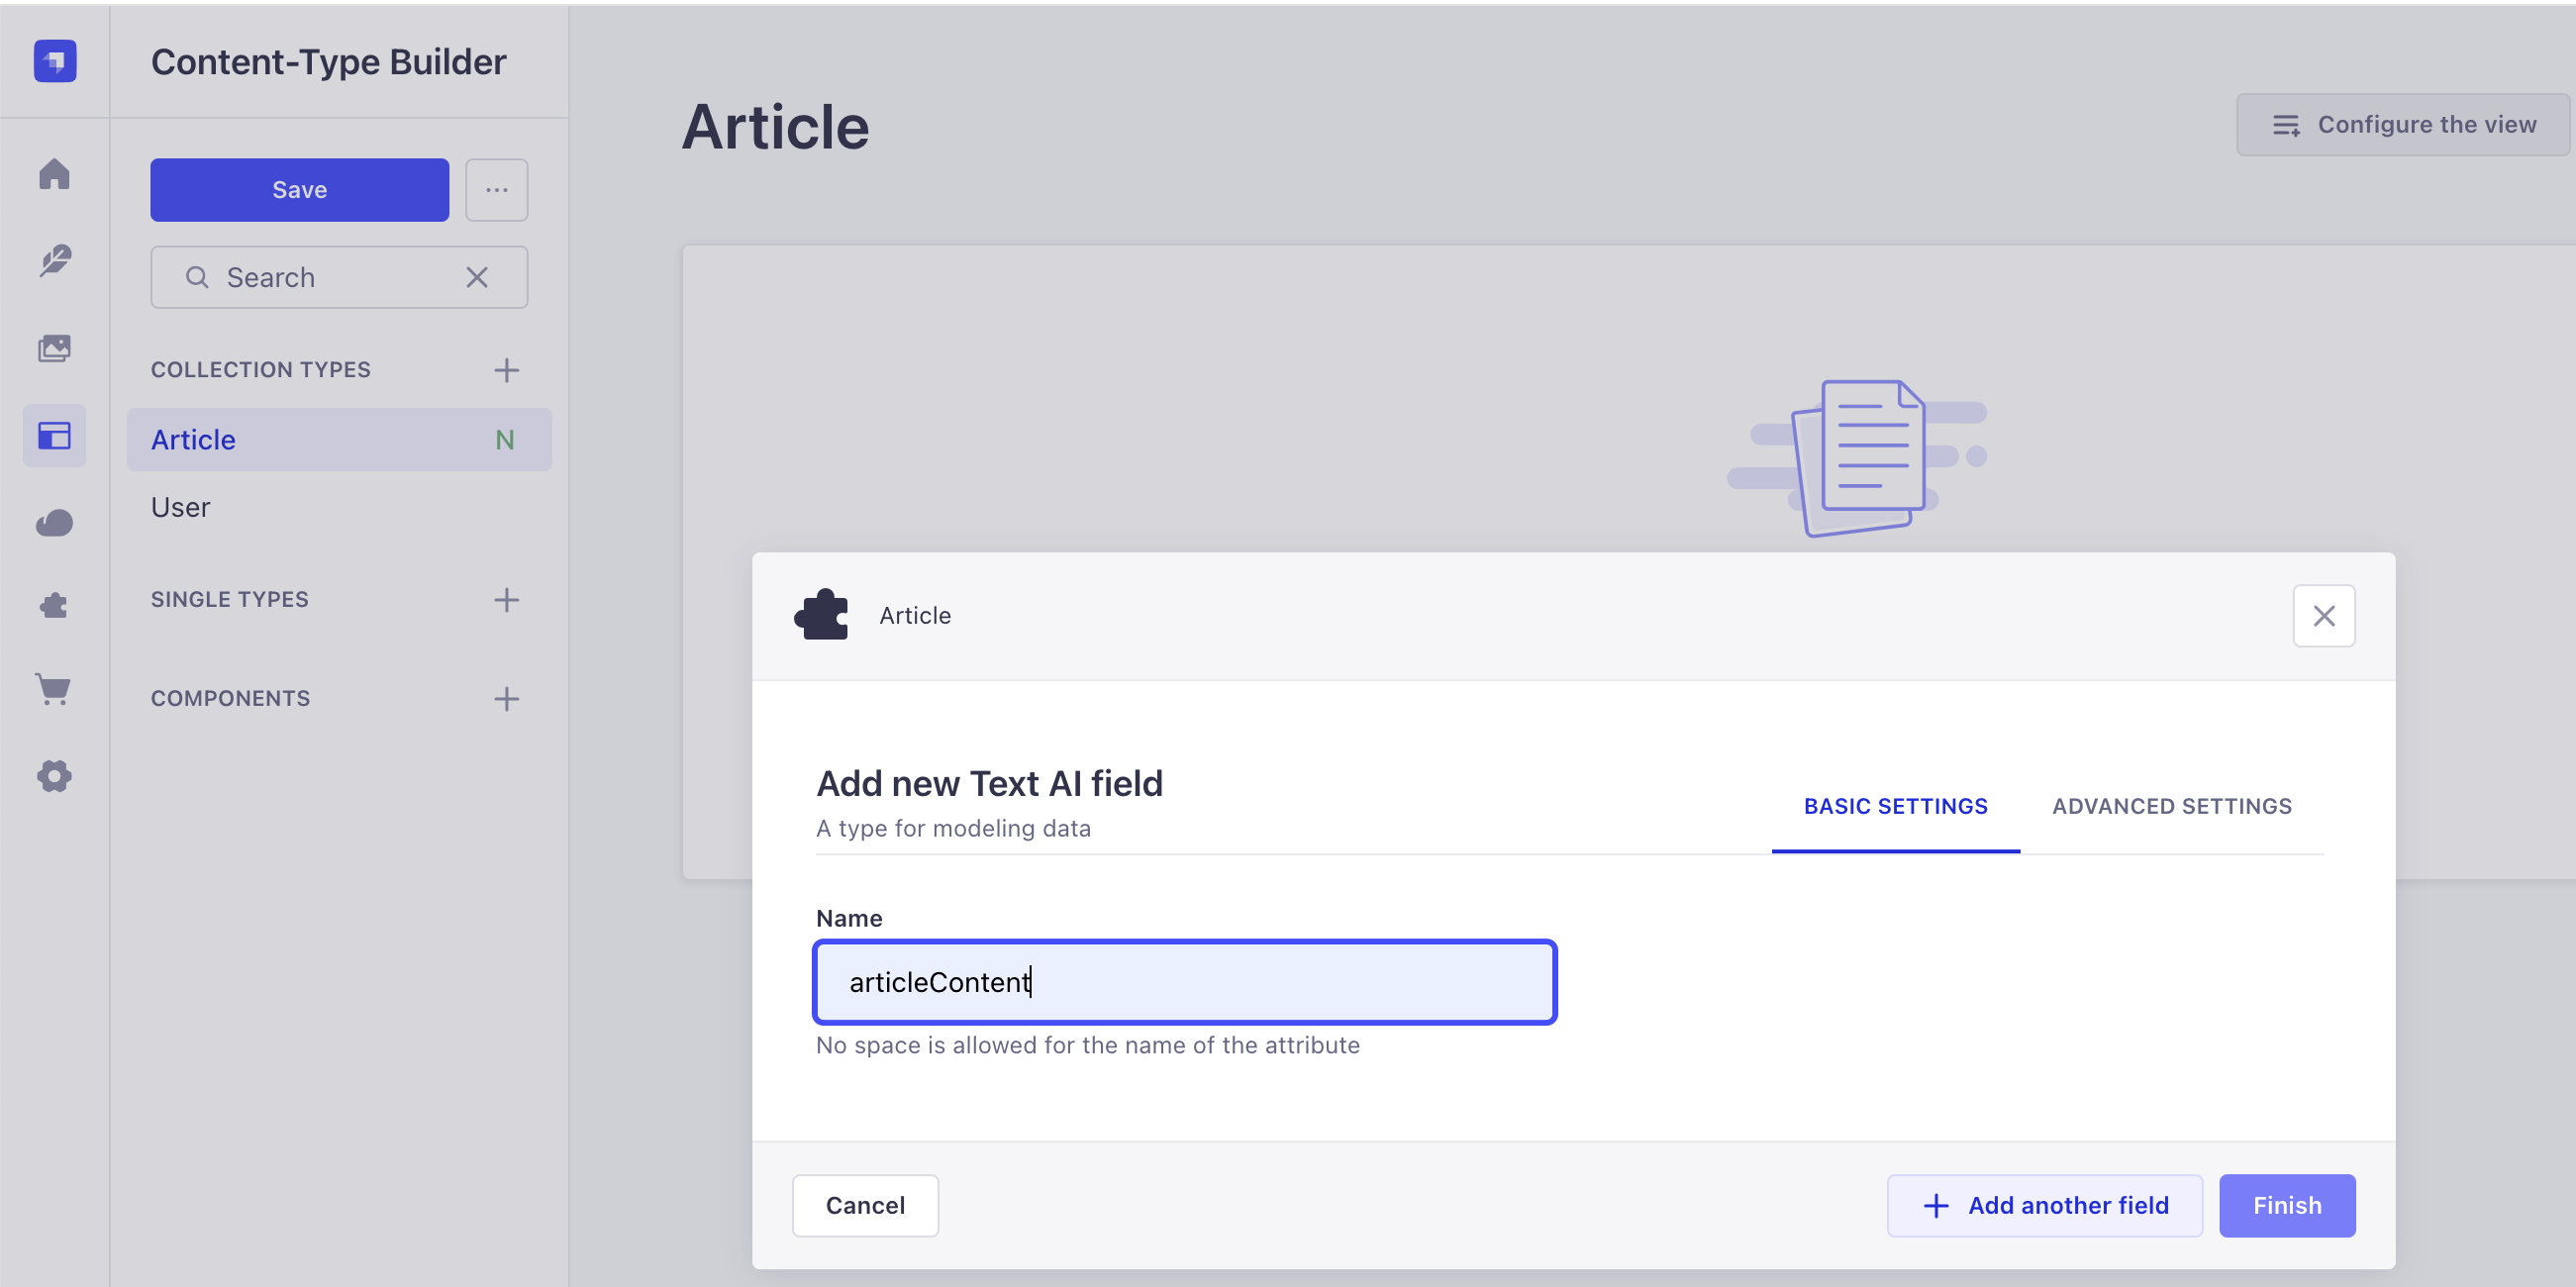 Content-Type Builder
Save
Search
COLLECTION TYPES
Article N
User
SINGLE TYPES
COMPONENTS
Article
Configure the view
Article
Add new Text AI field
A type for modeling data
BASIC SETTINGS
ADVANCED SETTINGS
Name
articleContent
No space is allowed for the name of the attribute
Cancel
Add another field
Finish